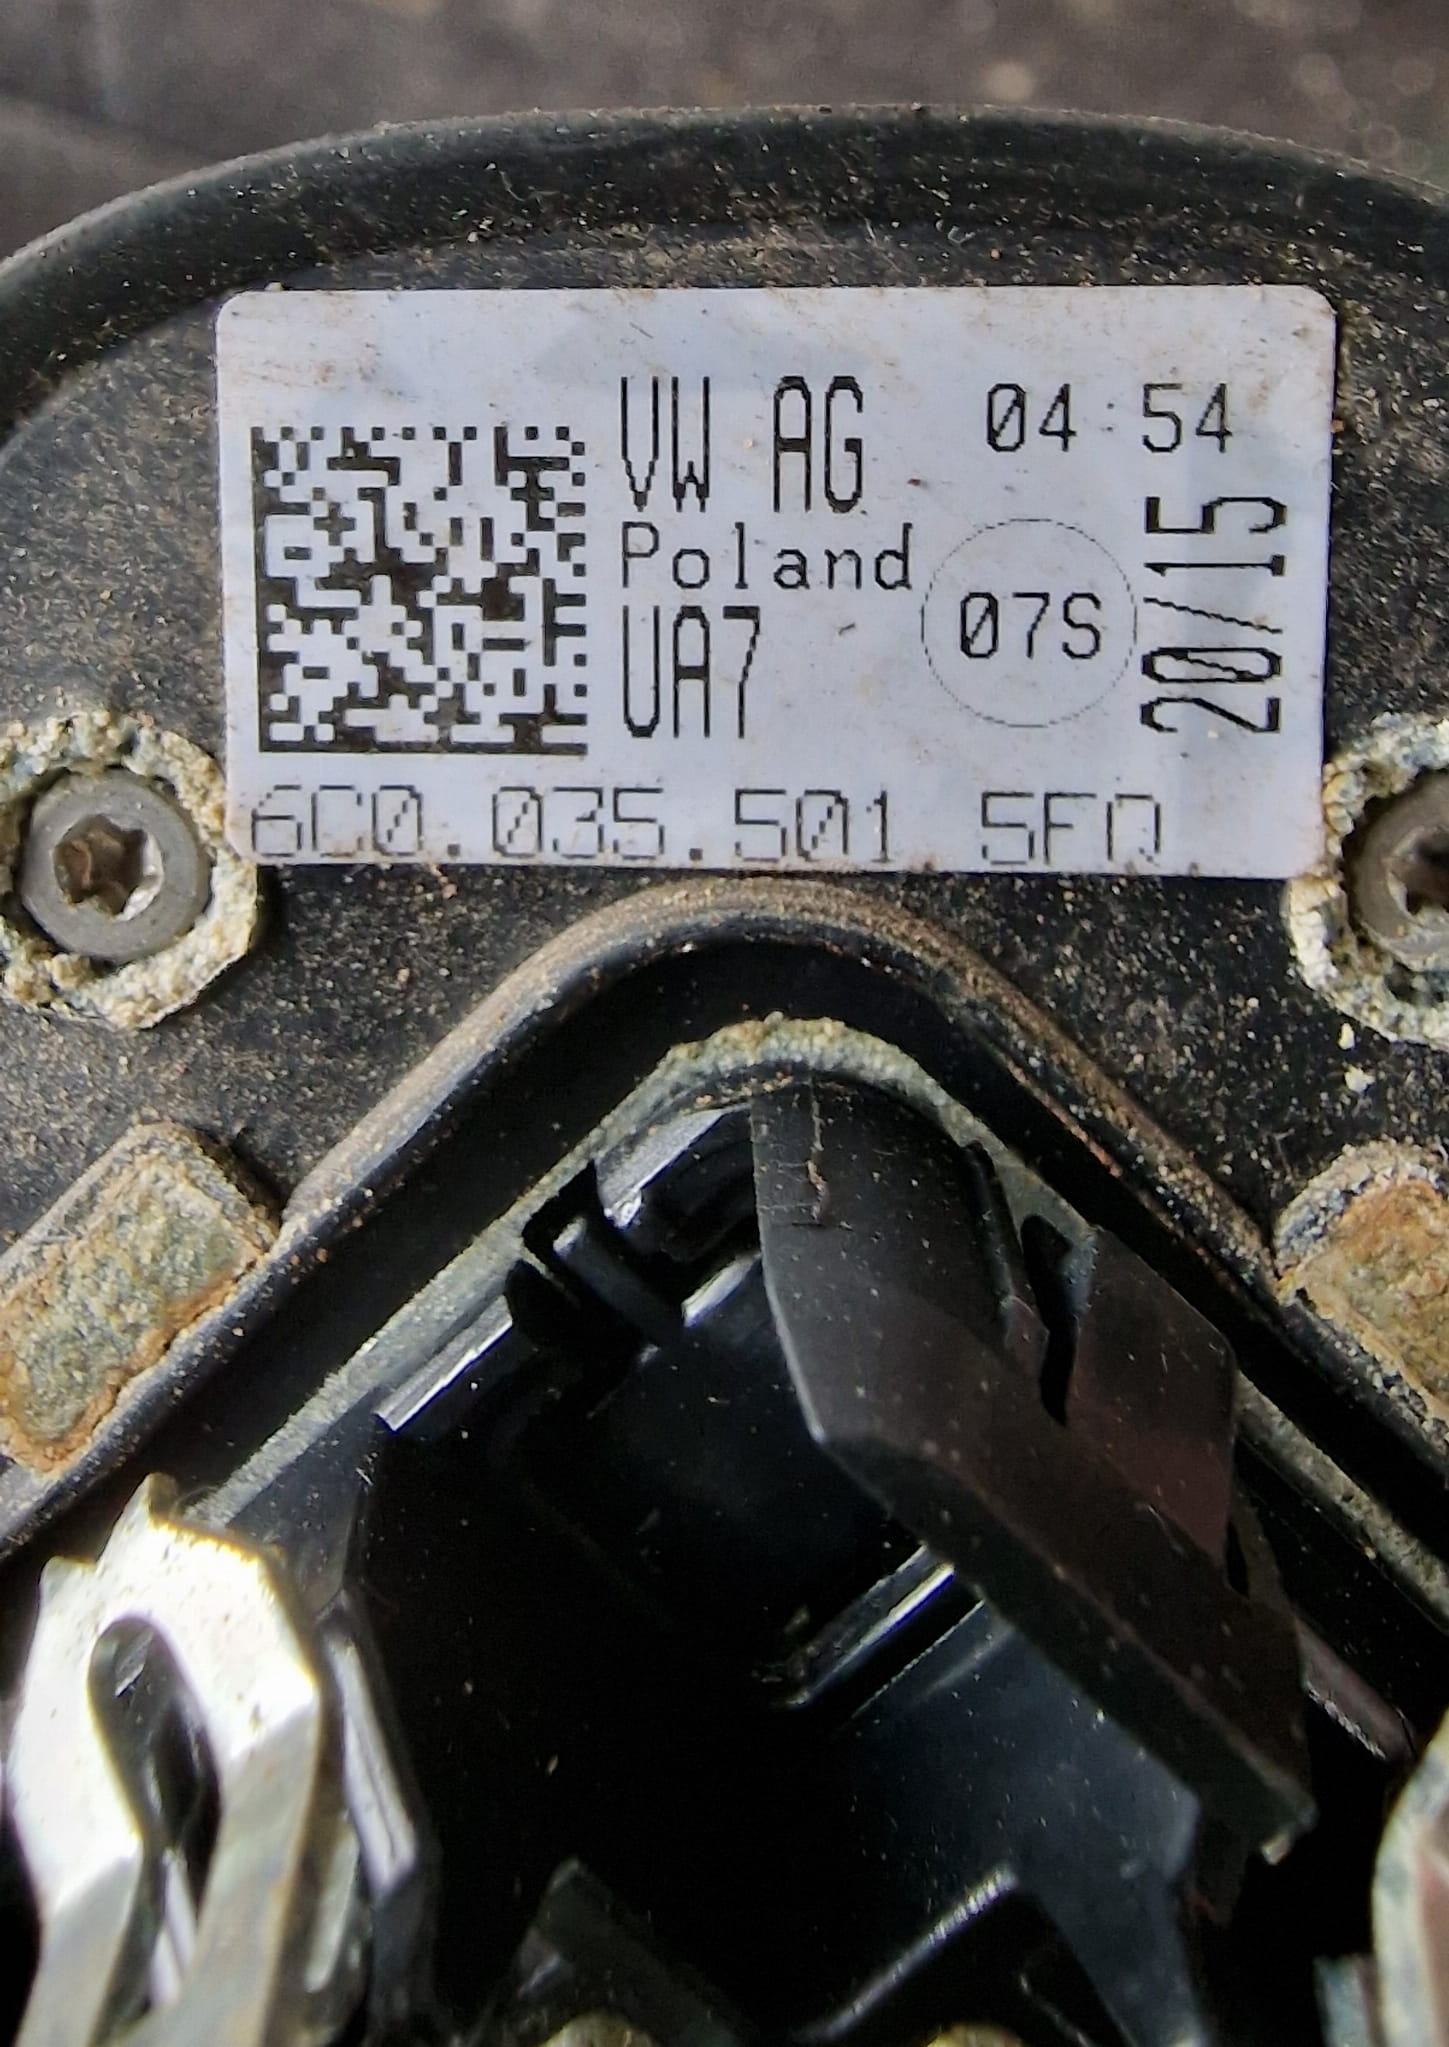 VW AG 04:54
Poland
UA7
07S
20/15
6C0.035.501 5FQ